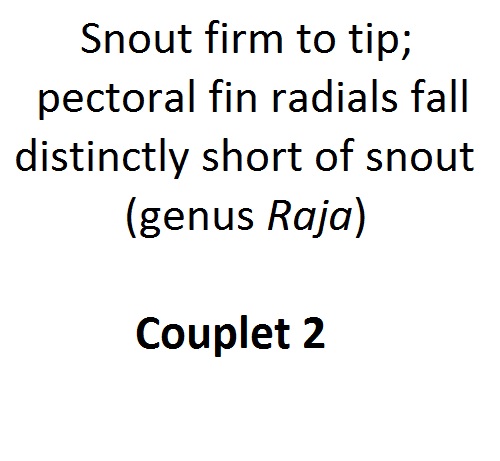 Snout firm to tip;
pectoral fin radials fall
distinctly short of snout
(genus Raja)
Couplet 2